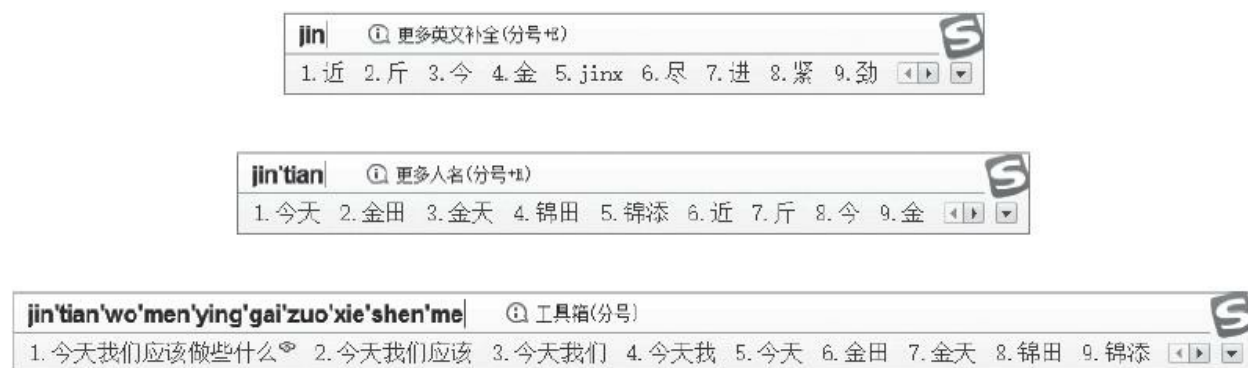 jin ⓘ 更多英文补全(分号+E)
1.近 2.斤 3.今 4.金 5.jinx 6.尽 7.进 8.紧 9.劲
jin'tian ⓘ 更多人名(分号+R)
1.今天 2.金田 3.金天 4.锦田 5.锦添 6.近 7.斤 8.今 9.金
jin'tian'wo'men'ying'gai'zuo'xie'shen'me ⓘ 工具箱(分号)
1.今天我们应该做些什么 2.今天我们应该 3.今天我们 4.今天我 5.今天 6.金田 7.金天 8.锦田 9.锦添